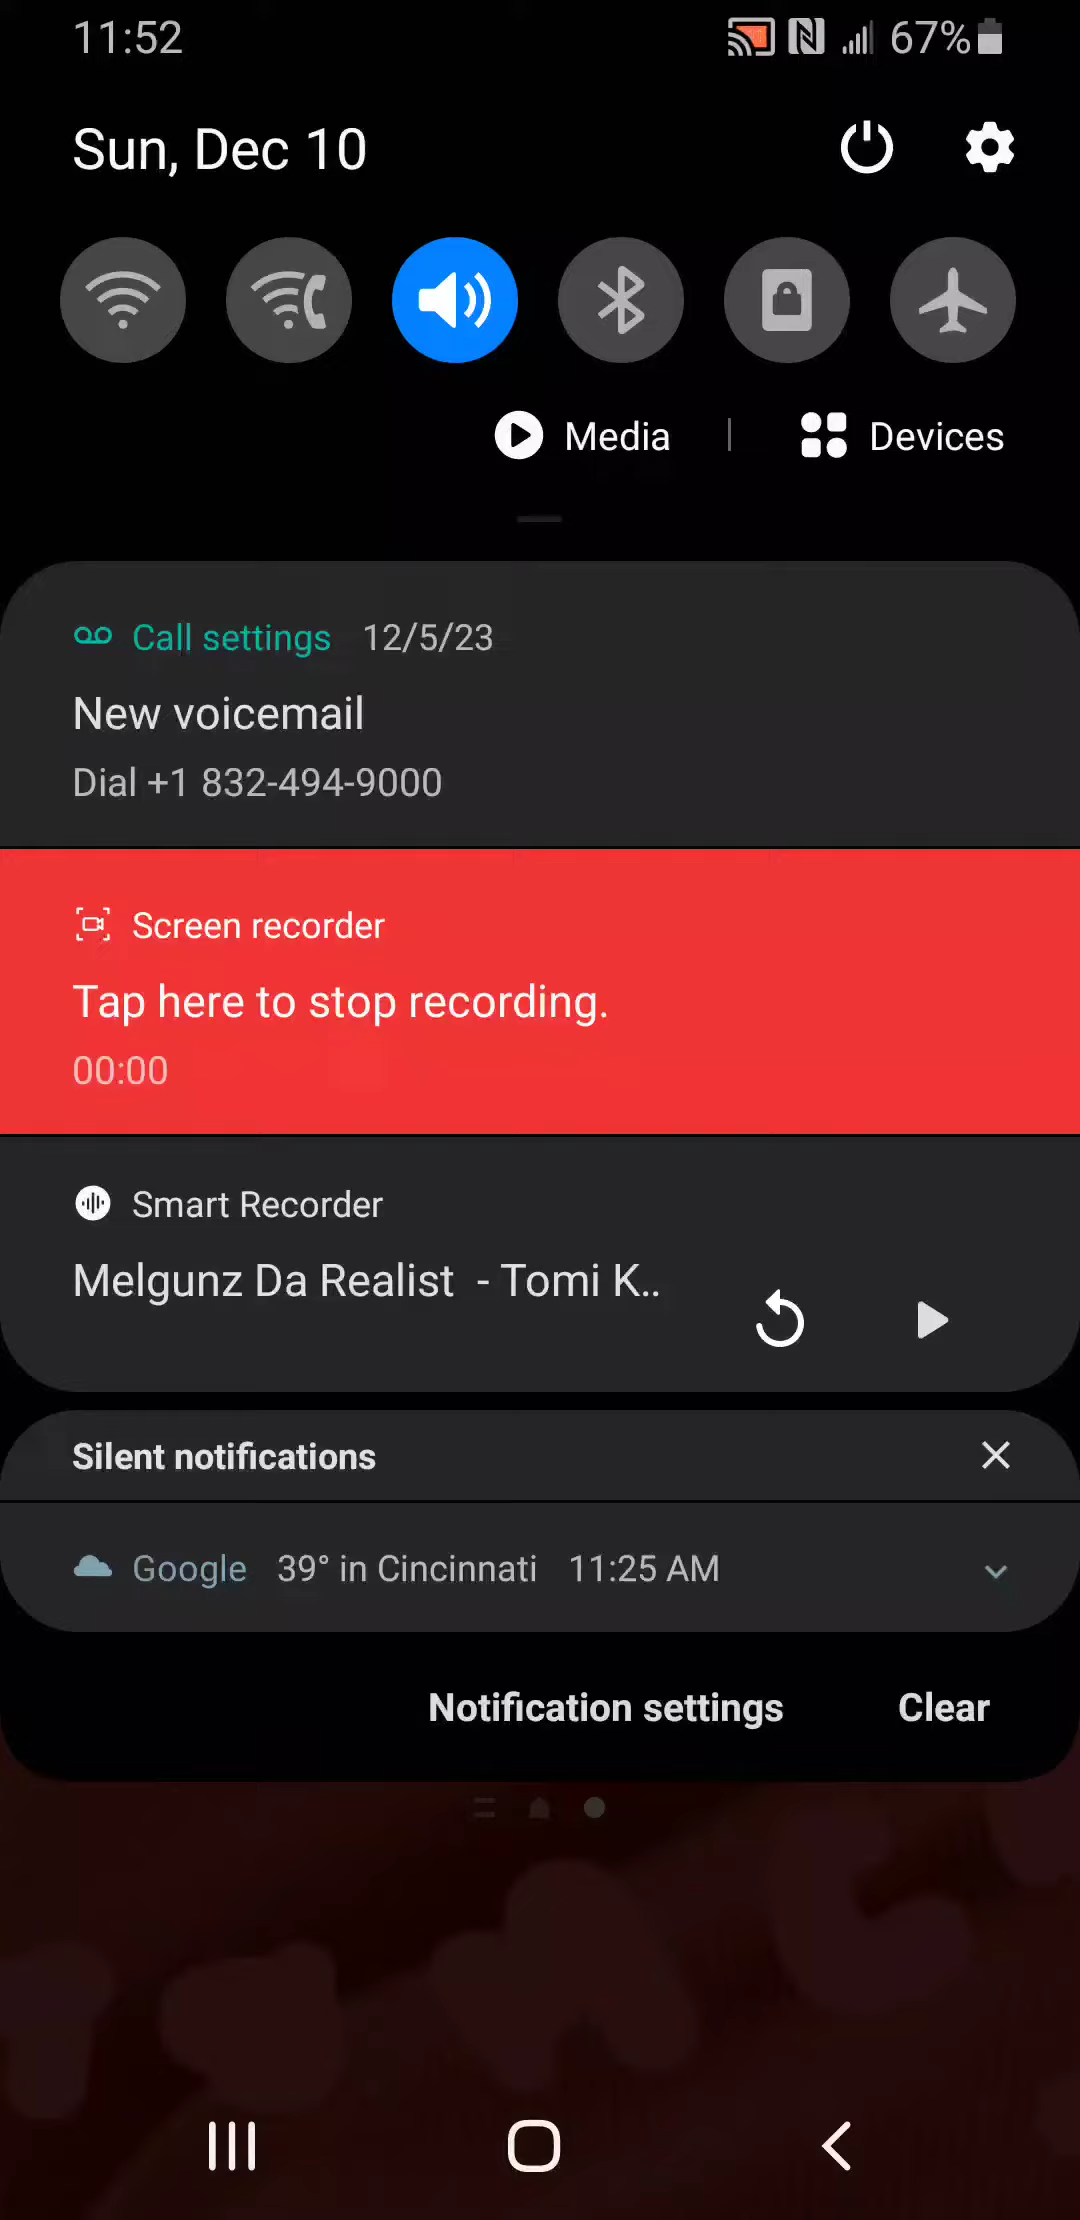 11:52 67%
Sun, Dec 10
Media | Devices
Call settings 12/5/23
New voicemail
Dial +1 832-494-9000
Screen recorder
Tap here to stop recording.
00:00
Smart Recorder
Melgunz Da Realist - Tomi K..
Silent notifications
Google 39° in Cincinnati 11:25 AM
Notification settings Clear